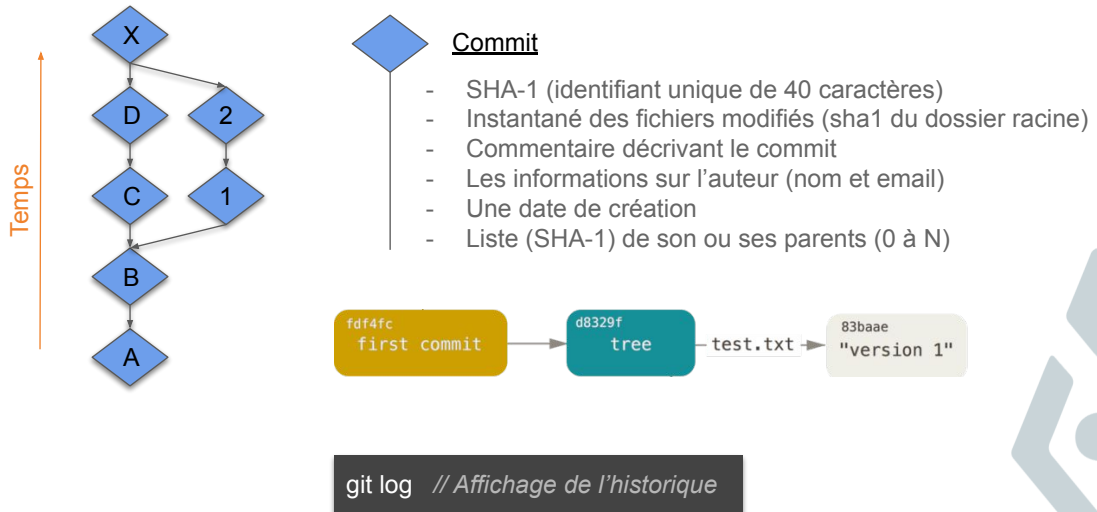 X
D
2
C
1
B
A
Temps
Commit
- SHA-1 (identifiant unique de 40 caractères)
- Instantané des fichiers modifiés (sha1 du dossier racine)
- Commentaire décrivant le commit
- Les informations sur l’auteur (nom et email)
- Une date de création
- Liste (SHA-1) de son ou ses parents (0 à N)
fdf4fc
first commit
d8329f
tree
test.txt
83baae
"version 1"
git log // Affichage de l’historique